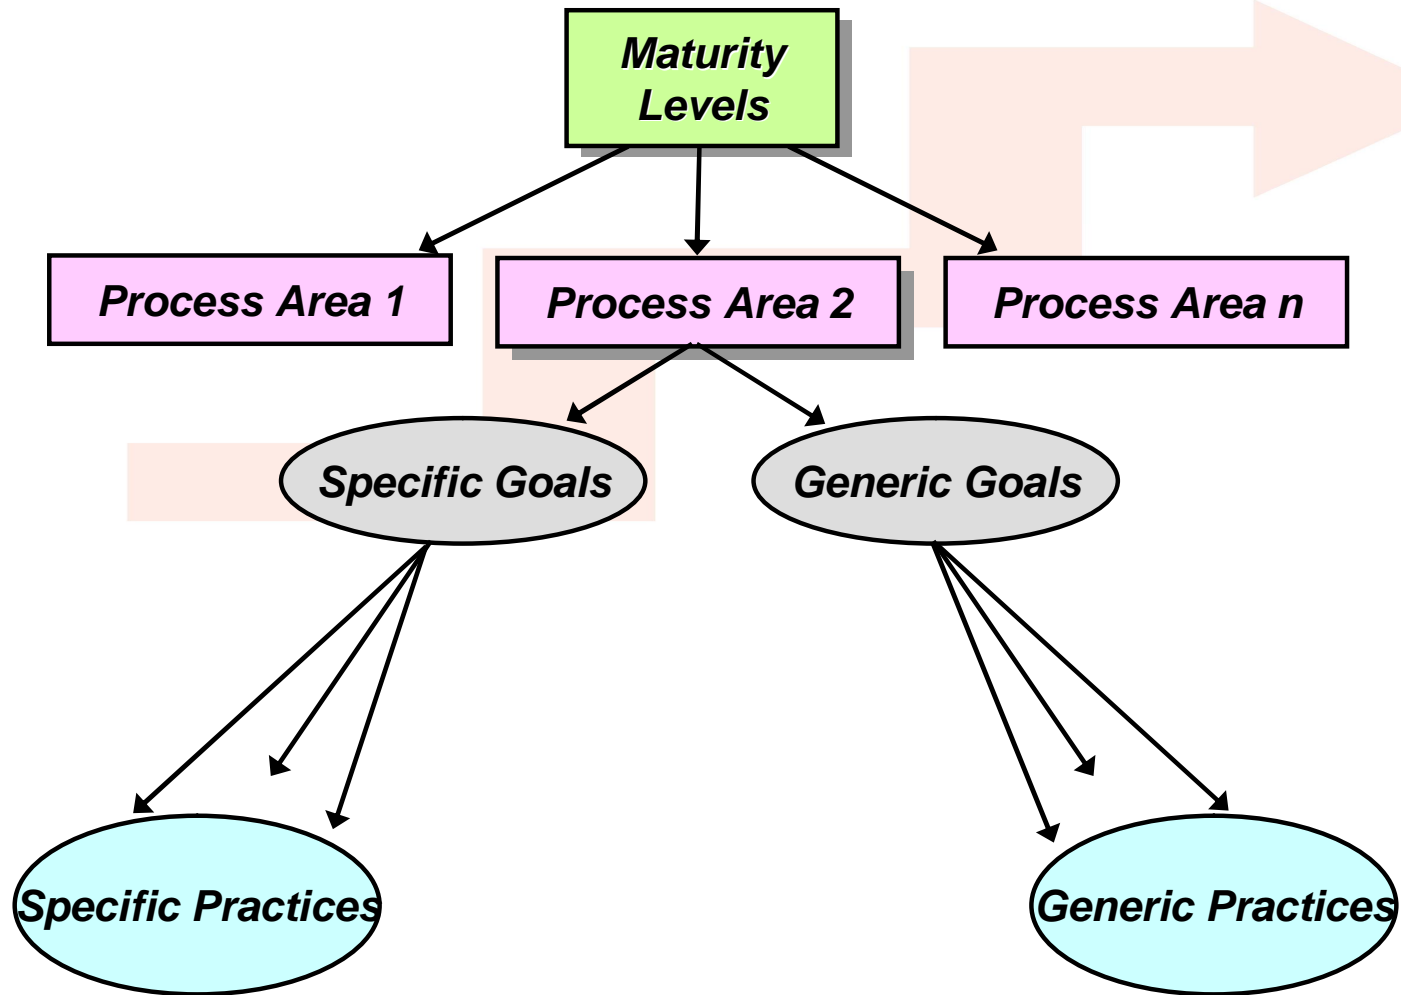 Maturity
Levels
Process Area 1
Process Area 2
Process Area n
Specific Goals
Generic Goals
Specific Practices
Generic Practices